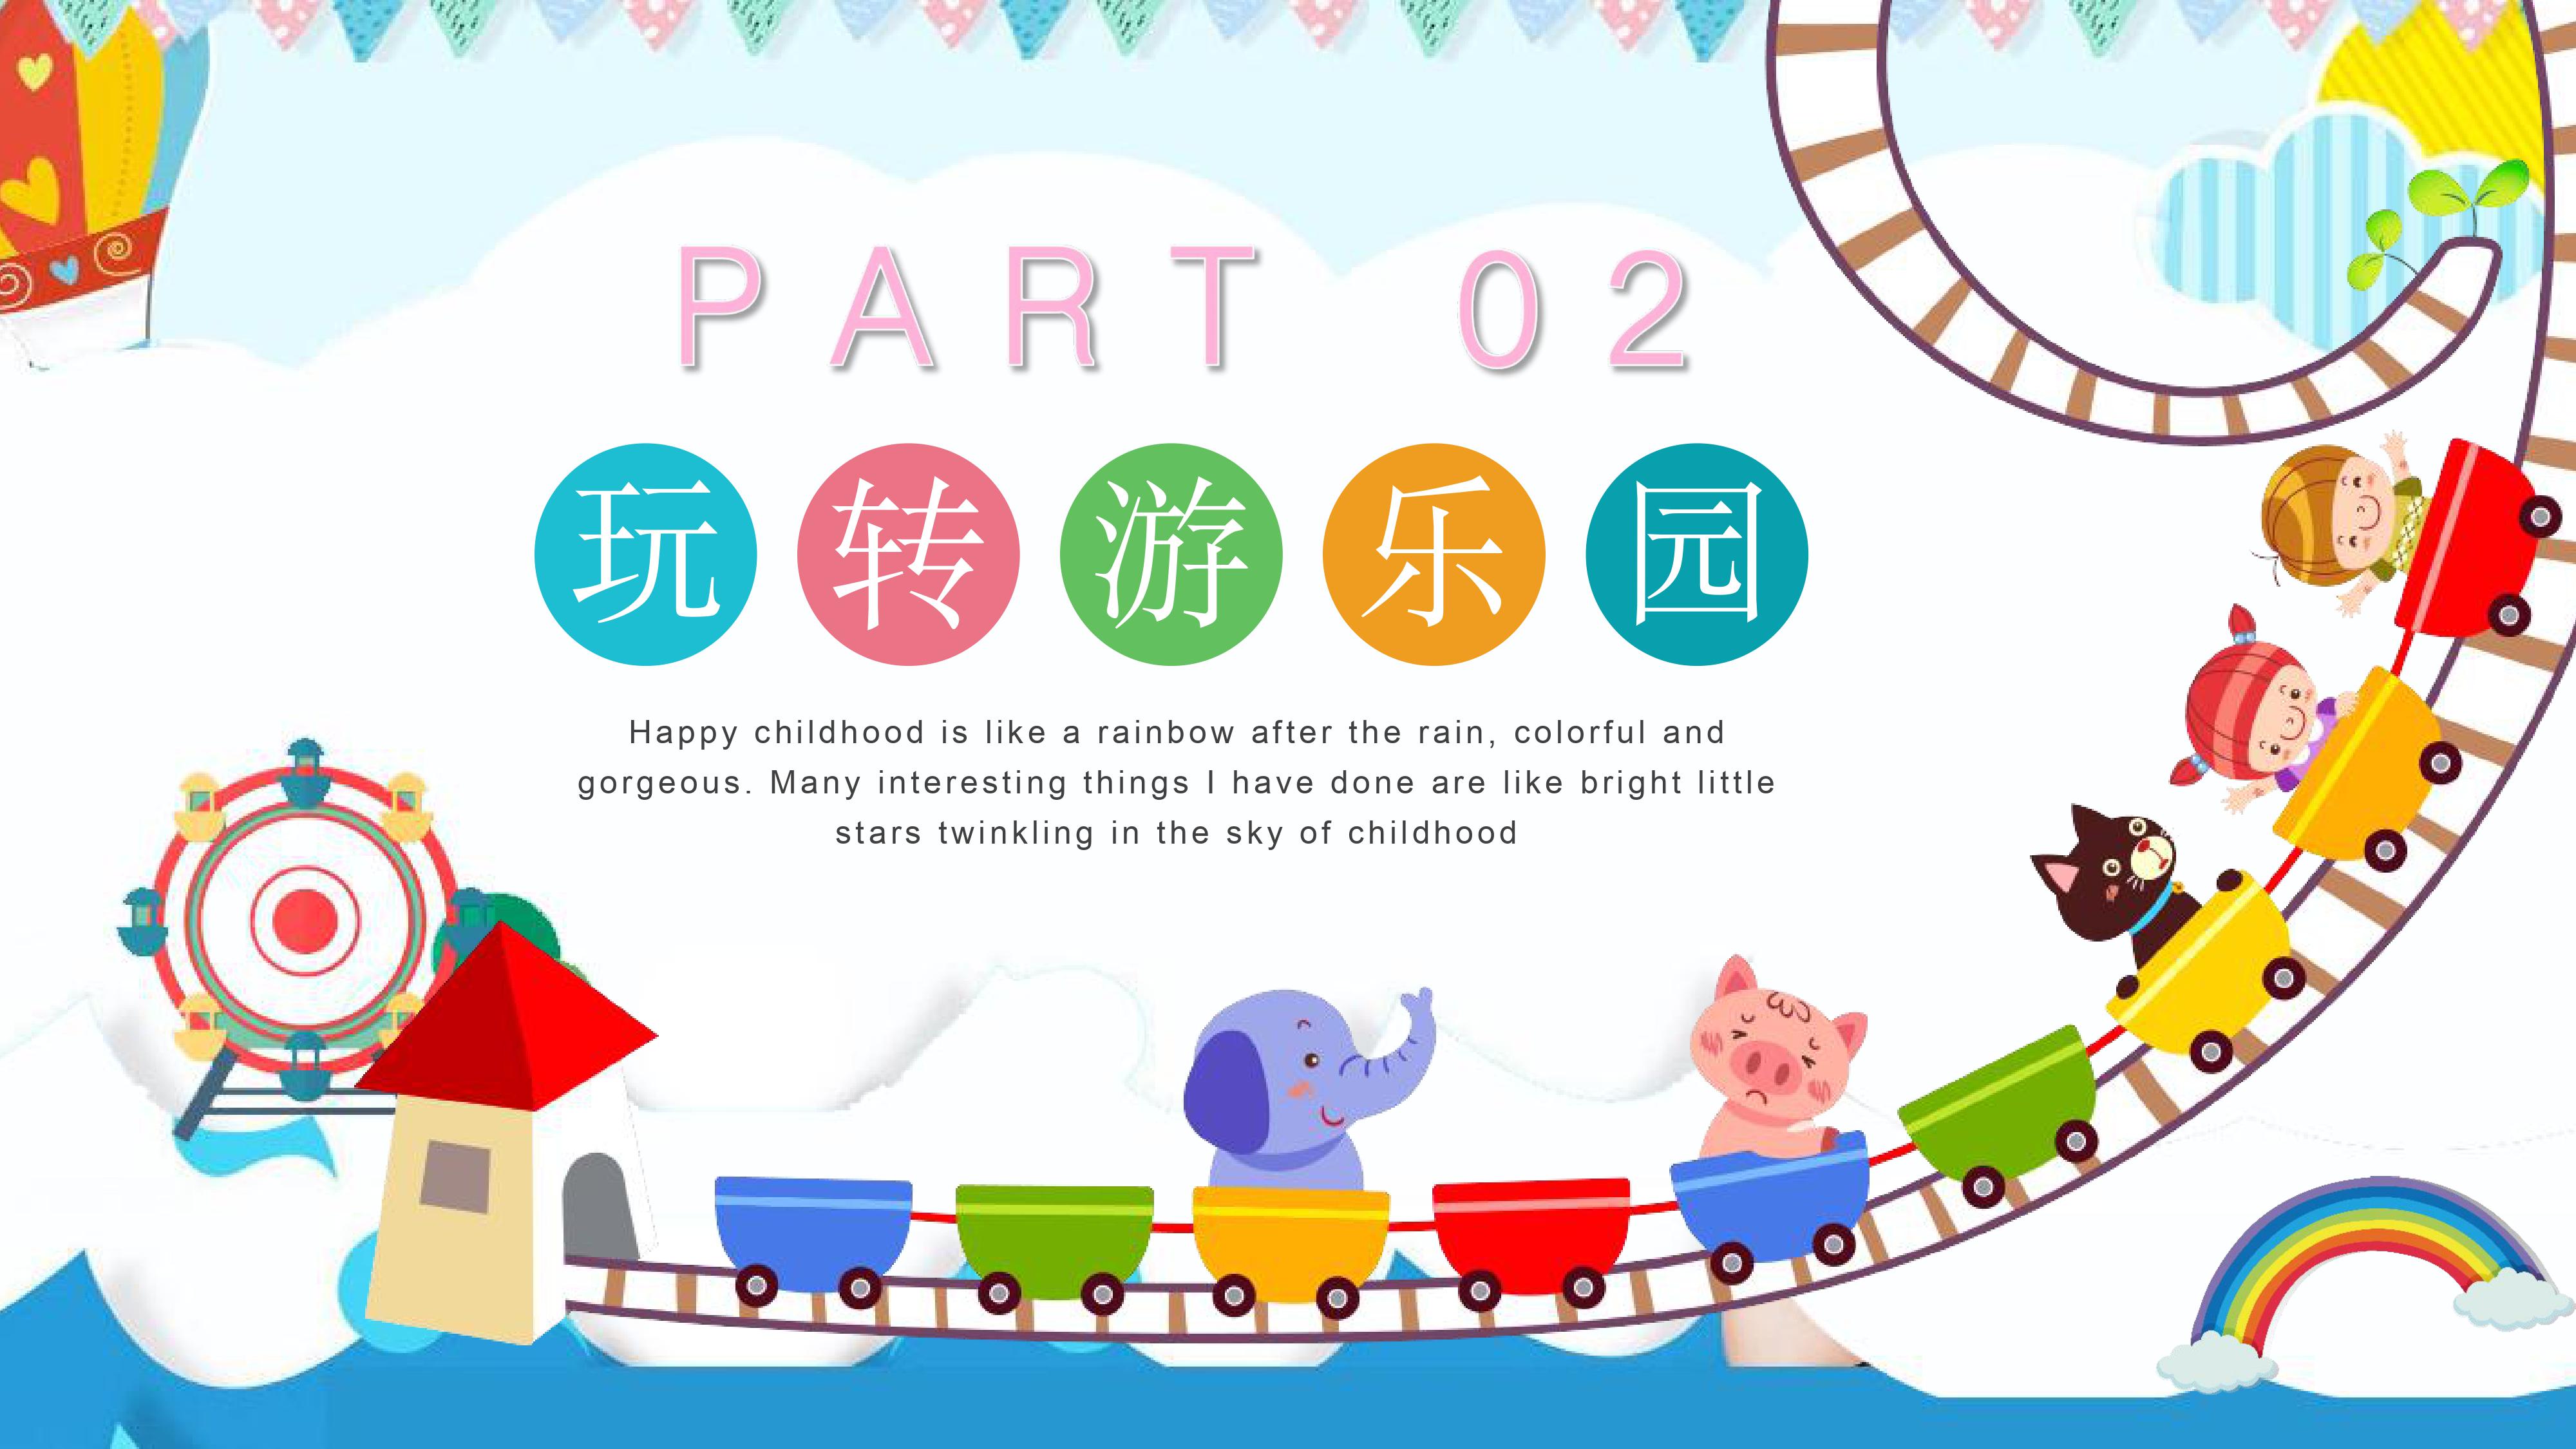 PART 02
玩转游乐园
Happy childhood is like a rainbow after the rain, colorful and
gorgeous. Many interesting things I have done are like bright little
stars twinkling in the sky of childhood